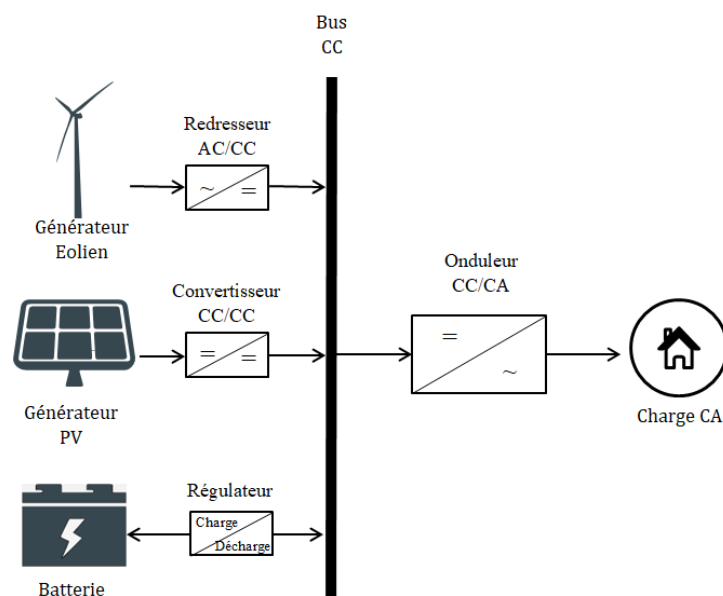 Bus
CC
Redresseur
AC/CC
~ =
Générateur
Eolien
Convertisseur
CC/CC
= =
Générateur
PV
Onduleur
CC/CA
=
~
Charge CA
Régulateur
Charge
Décharge
Batterie